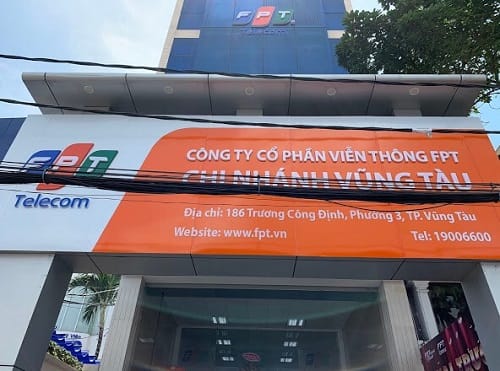 FPT
Telecom
FPT
Telecom
CÔNG TY CỔ PHẦN VIỄN THÔNG FPT
CHI NHÁNH VŨNG TÀU
Địa chỉ: 186 Trương Công Định, Phường 3, TP. Vũng Tàu
Website: www.fpt.vn
Tel: 19006600